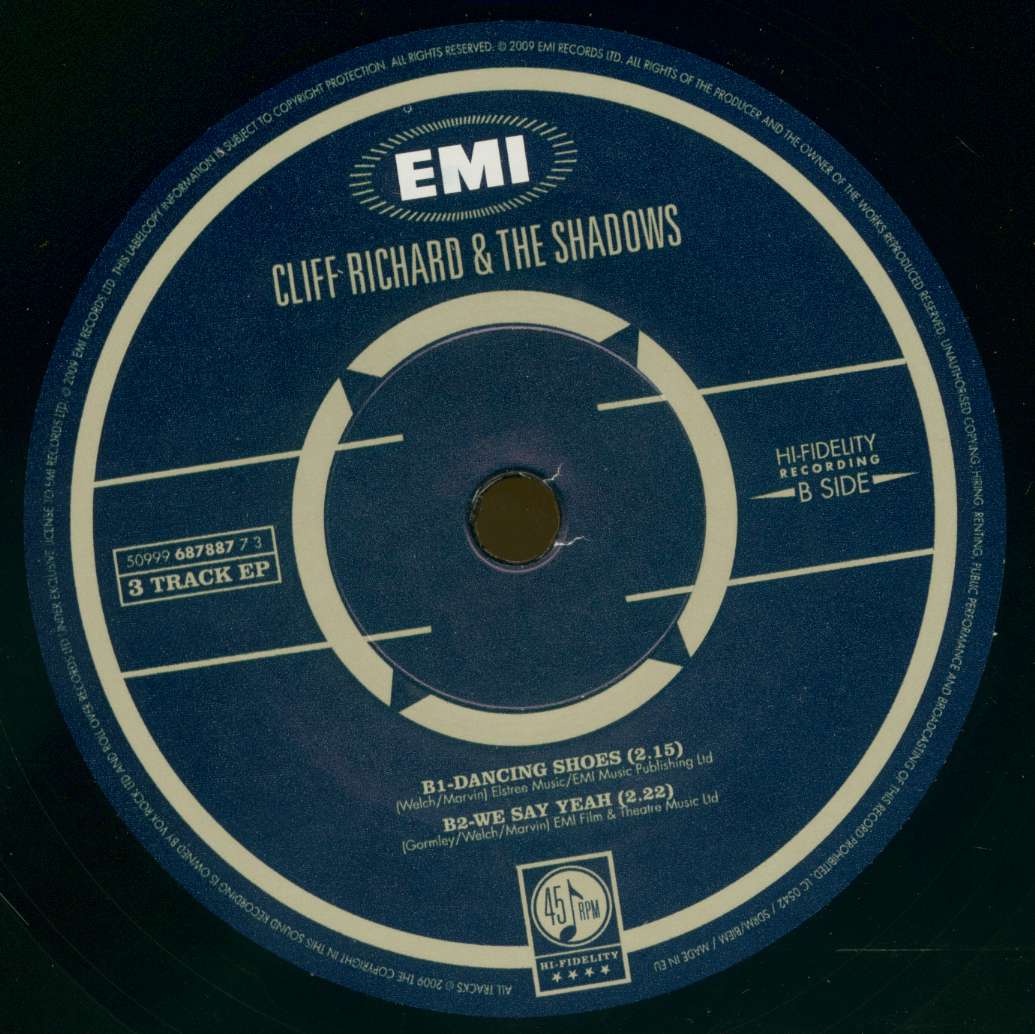 EMI
CLIFF RICHARD & THE SHADOWS
HI-FIDELITY
RECORDING
B SIDE
50999 687887 7 3
3 TRACK EP
B1-DANCING SHOES (2.15)
(Welch/Marvin) Elstree Music/EMI Music Publishing Ltd
B2-WE SAY YEAH (2.22)
(Gormley/Welch/Marvin) EMI Film & Theatre Music Ltd
45 RPM
HI-FIDELITY
ALL TRACKS ℗ 2009 THE COPYRIGHT IN THIS SOUND RECORDING IS OWNED BY VOX ROCK LTD AND ROLL OVER RECORDS LTD UNDER EXCLUSIVE LICENSE TO EMI RECORDS LTD. © 2009 EMI RECORDS LTD. THIS LABELCOPY INFORMATION IS SUBJECT TO COPYRIGHT PROTECTION. ALL RIGHTS RESERVED. © 2009 EMI RECORDS LTD. ALL RIGHTS OF THE PRODUCER AND THE OWNER OF THE WORKS REPRODUCED RESERVED. UNAUTHORISED COPYING, HIRING, RENTING, PUBLIC PERFORMANCE AND BROADCASTING OF THIS RECORD PROHIBITED. LC 0542 / SDRM/BIEM / MADE IN EU